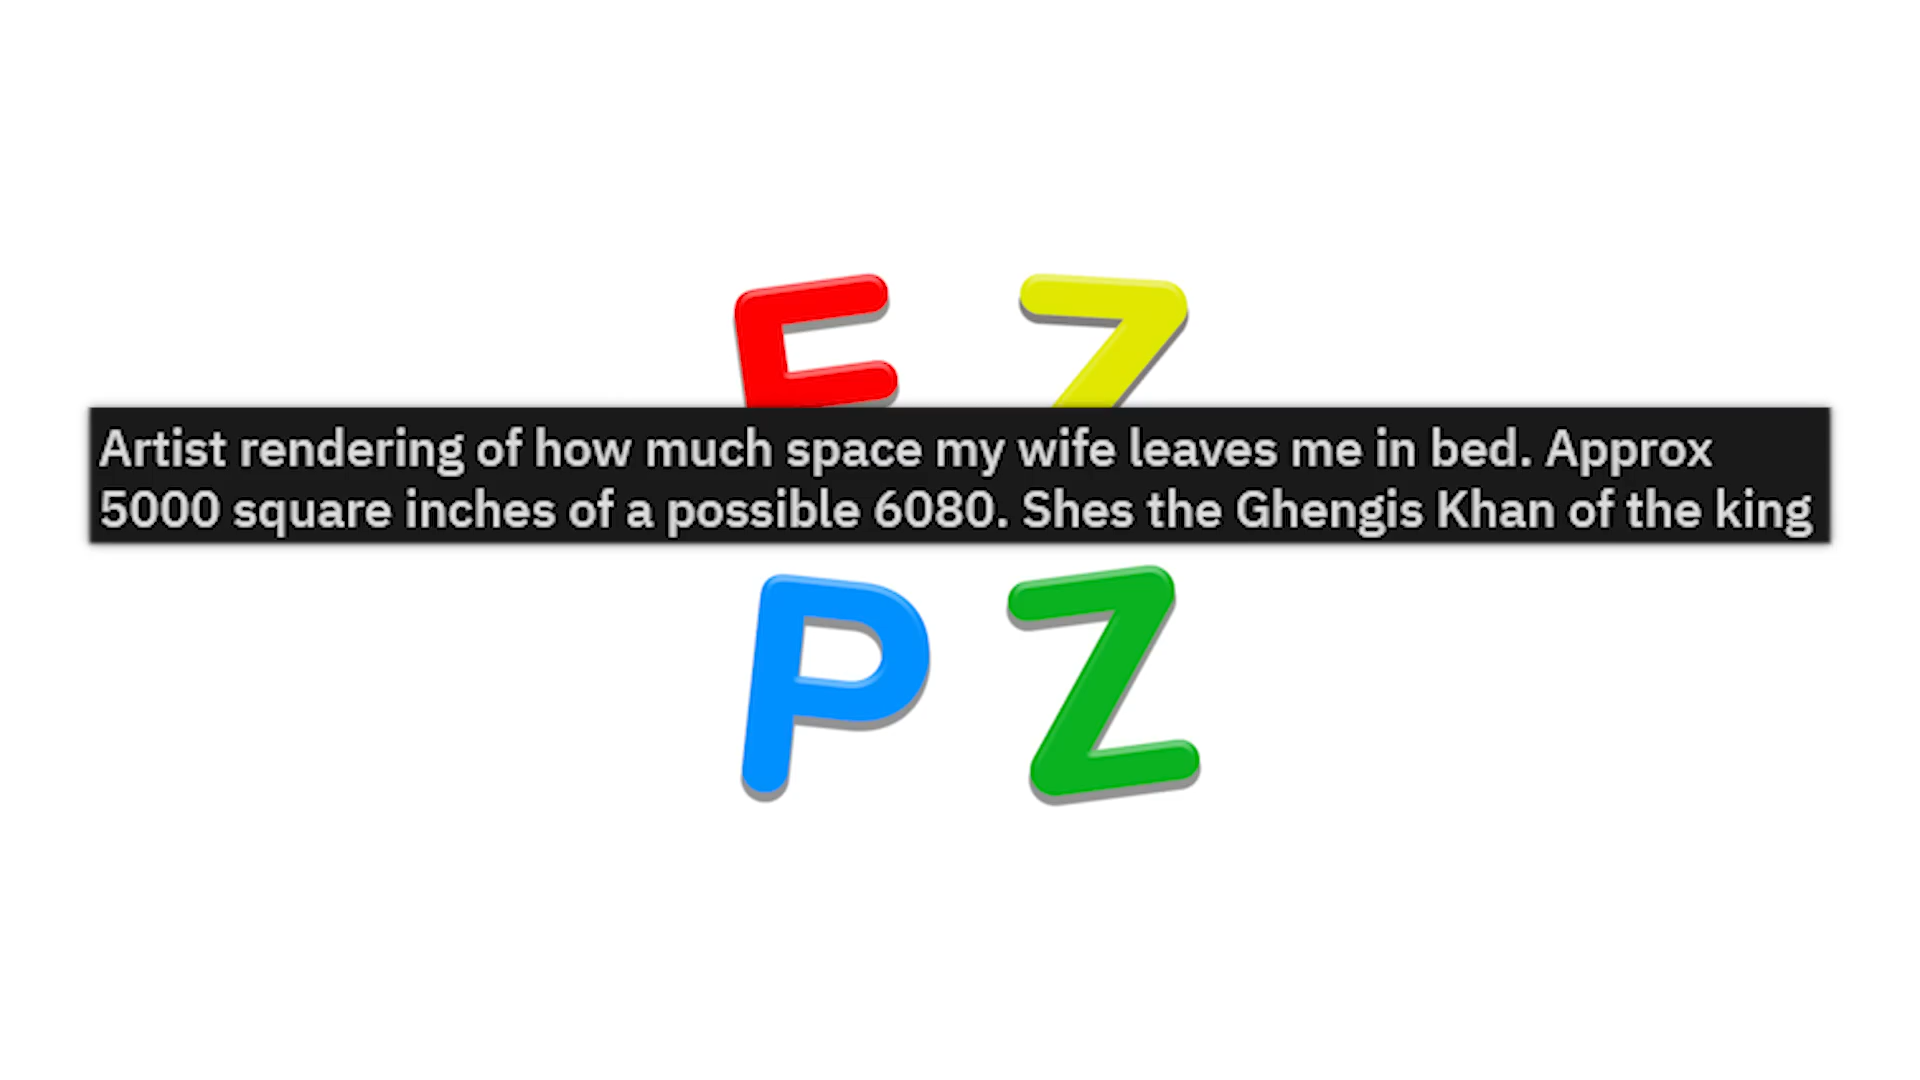 E Z
Artist rendering of how much space my wife leaves me in bed. Approx
5000 square inches of a possible 6080. Shes the Ghengis Khan of the king
P Z